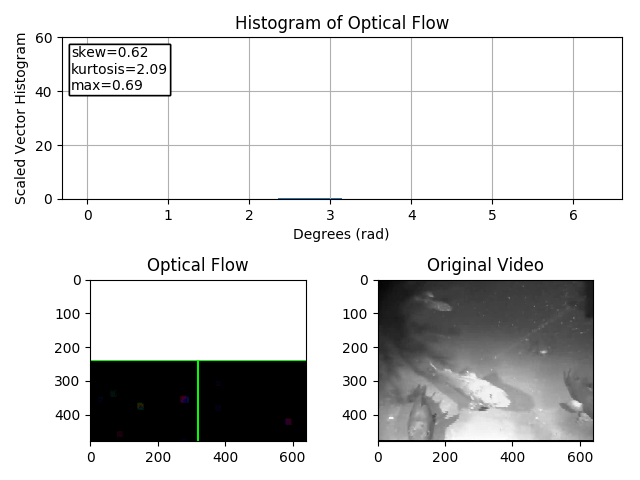 Histogram of Optical Flow
Scaled Vector Histogram
60
40
20
0
skew=0.62
kurtosis=2.09
max=0.69
0 1 2 3 4 5 6
Degrees (rad)
Optical Flow
0
100
200
300
400
0 200 400 600
Original Video
0
100
200
300
400
0 200 400 600